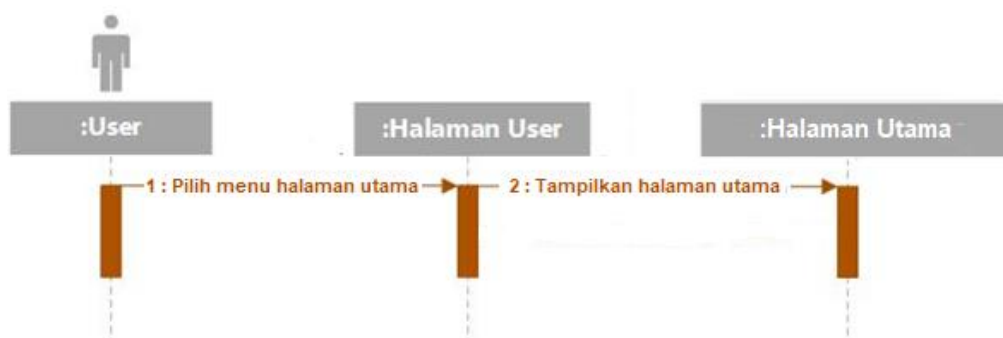 :User
:Halaman User
:Halaman Utama
1 : Pilih menu halaman utama
2 : Tampilkan halaman utama